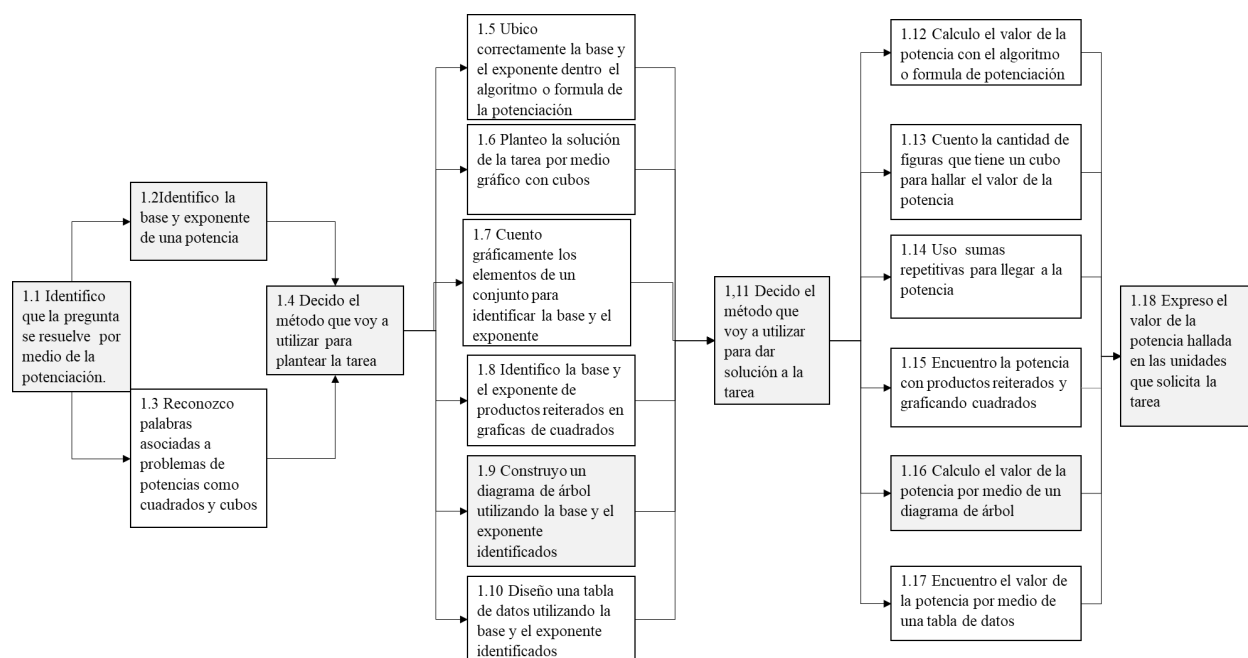 1.1 Identifico
que la pregunta
se resuelve por
medio de la
potenciación.
1.2Identifico la
base y exponente
de una potencia
1.3 Reconozco
palabras
asociadas a
problemas de
potencias como
cuadrados y cubos
1.4 Decido el
método que voy a
utilizar para
plantear la tarea
1.5 Ubico
correctamente la base y
el exponente dentro el
algoritmo o formula de
la potenciación
1.6 Planteo la solución
de la tarea por medio
gráfico con cubos
1.7 Cuento
gráficamente los
elementos de un
conjunto para
identificar la base y el
exponente
1.8 Identifico la base y
el exponente de
productos reiterados en
graficas de cuadrados
1.9 Construyo un
diagrama de árbol
utilizando la base y el
exponente
identificados
1.10 Diseño una tabla
de datos utilizando la
base y el exponente
identificados
1,11 Decido el
método que
voy a utilizar
para dar
solución a la
tarea
1.12 Calculo el valor de la
potencia con el algoritmo
o formula de potenciación
1.13 Cuento la cantidad de
figuras que tiene un cubo
para hallar el valor de la
potencia
1.14 Uso sumas
repetitivas para llegar a la
potencia
1.15 Encuentro la potencia
con productos reiterados y
graficando cuadrados
1.16 Calculo el valor de la
potencia por medio de un
diagrama de árbol
1.17 Encuentro el valor de
la potencia por medio de
una tabla de datos
1.18 Expreso el
valor de la
potencia hallada
en las unidades
que solicita la
tarea